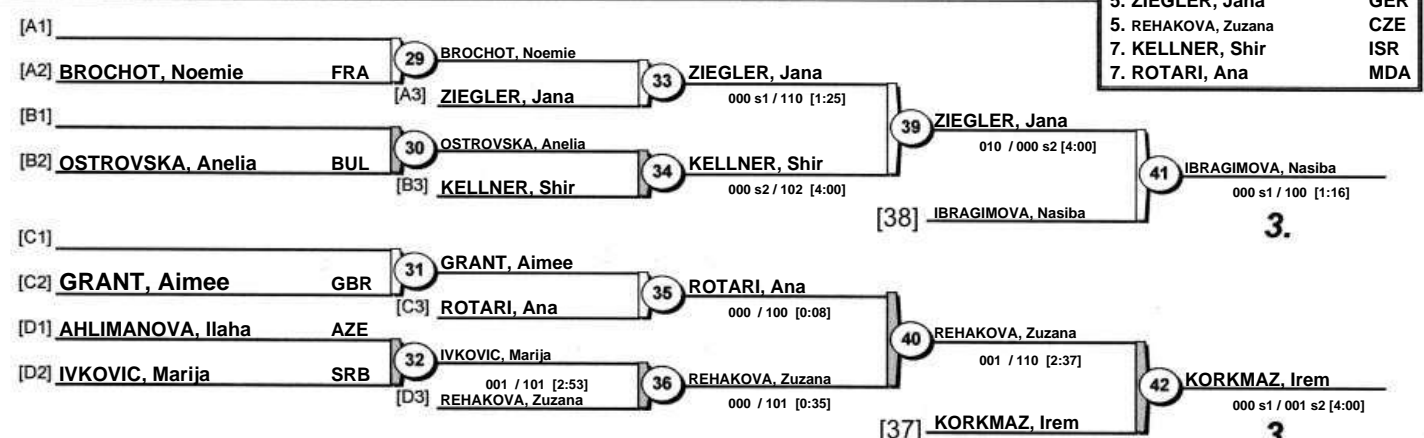 5. ZIEGLER, Jana GER
5. REHAKOVA, Zuzana CZE
7. KELLNER, Shir ISR
7. ROTARI, Ana MDA
[A1]
[A2] BROCHOT, Noemie FRA
29
BROCHOT, Noemie
[A3] ZIEGLER, Jana
33
ZIEGLER, Jana
000 s1 / 110 [1:25]
[B1]
[B2] OSTROVSKA, Anelia BUL
30
OSTROVSKA, Anelia
[B3] KELLNER, Shir
34
KELLNER, Shir
000 s2 / 102 [4:00]
39
ZIEGLER, Jana
010 / 000 s2 [4:00]
[38] IBRAGIMOVA, Nasiba
41
IBRAGIMOVA, Nasiba
000 s1 / 100 [1:16]
3.
[C1]
[C2] GRANT, Aimee GBR
31
GRANT, Aimee
[C3] ROTARI, Ana
35
ROTARI, Ana
000 / 100 [0:08]
[D1] AHLIMANOVA, Ilaha AZE
[D2] IVKOVIC, Marija SRB
32
IVKOVIC, Marija
001 / 101 [2:53]
[D3] REHAKOVA, Zuzana
36
REHAKOVA, Zuzana
000 / 101 [0:35]
40
REHAKOVA, Zuzana
001 / 110 [2:37]
[37] KORKMAZ, Irem
42
KORKMAZ, Irem
000 s1 / 001 s2 [4:00]
3.